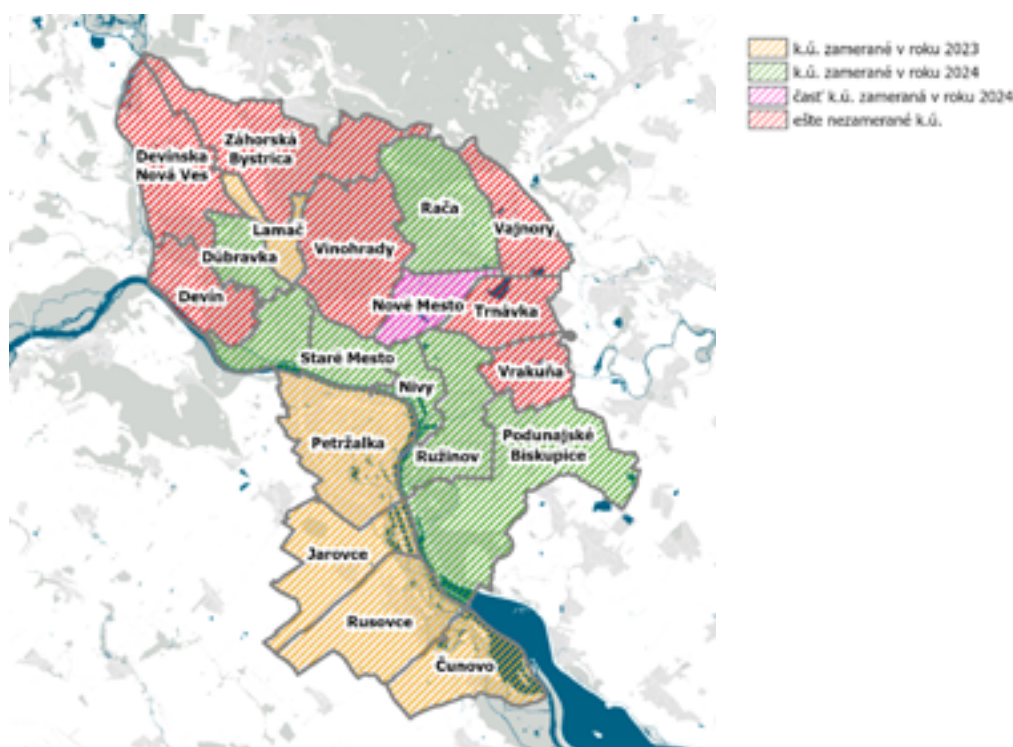 k.ú. zamerané v roku 2023
k.ú. zamerané v roku 2024
časť k.ú. zameraná v roku 2024
ešte nezamerané k.ú.
Záhorská
Bystrica
Devínska
Nová Ves
Rača
Lamač
Vajnory
Vinohrady
Dúbravka
Devín
Nové Mesto
Trnávka
Staré Mesto
Vrakuňa
Nivy
Petržalka
Podunajské
Biskupice
Ružinov
Jarovce
Rusovce
Čunovo